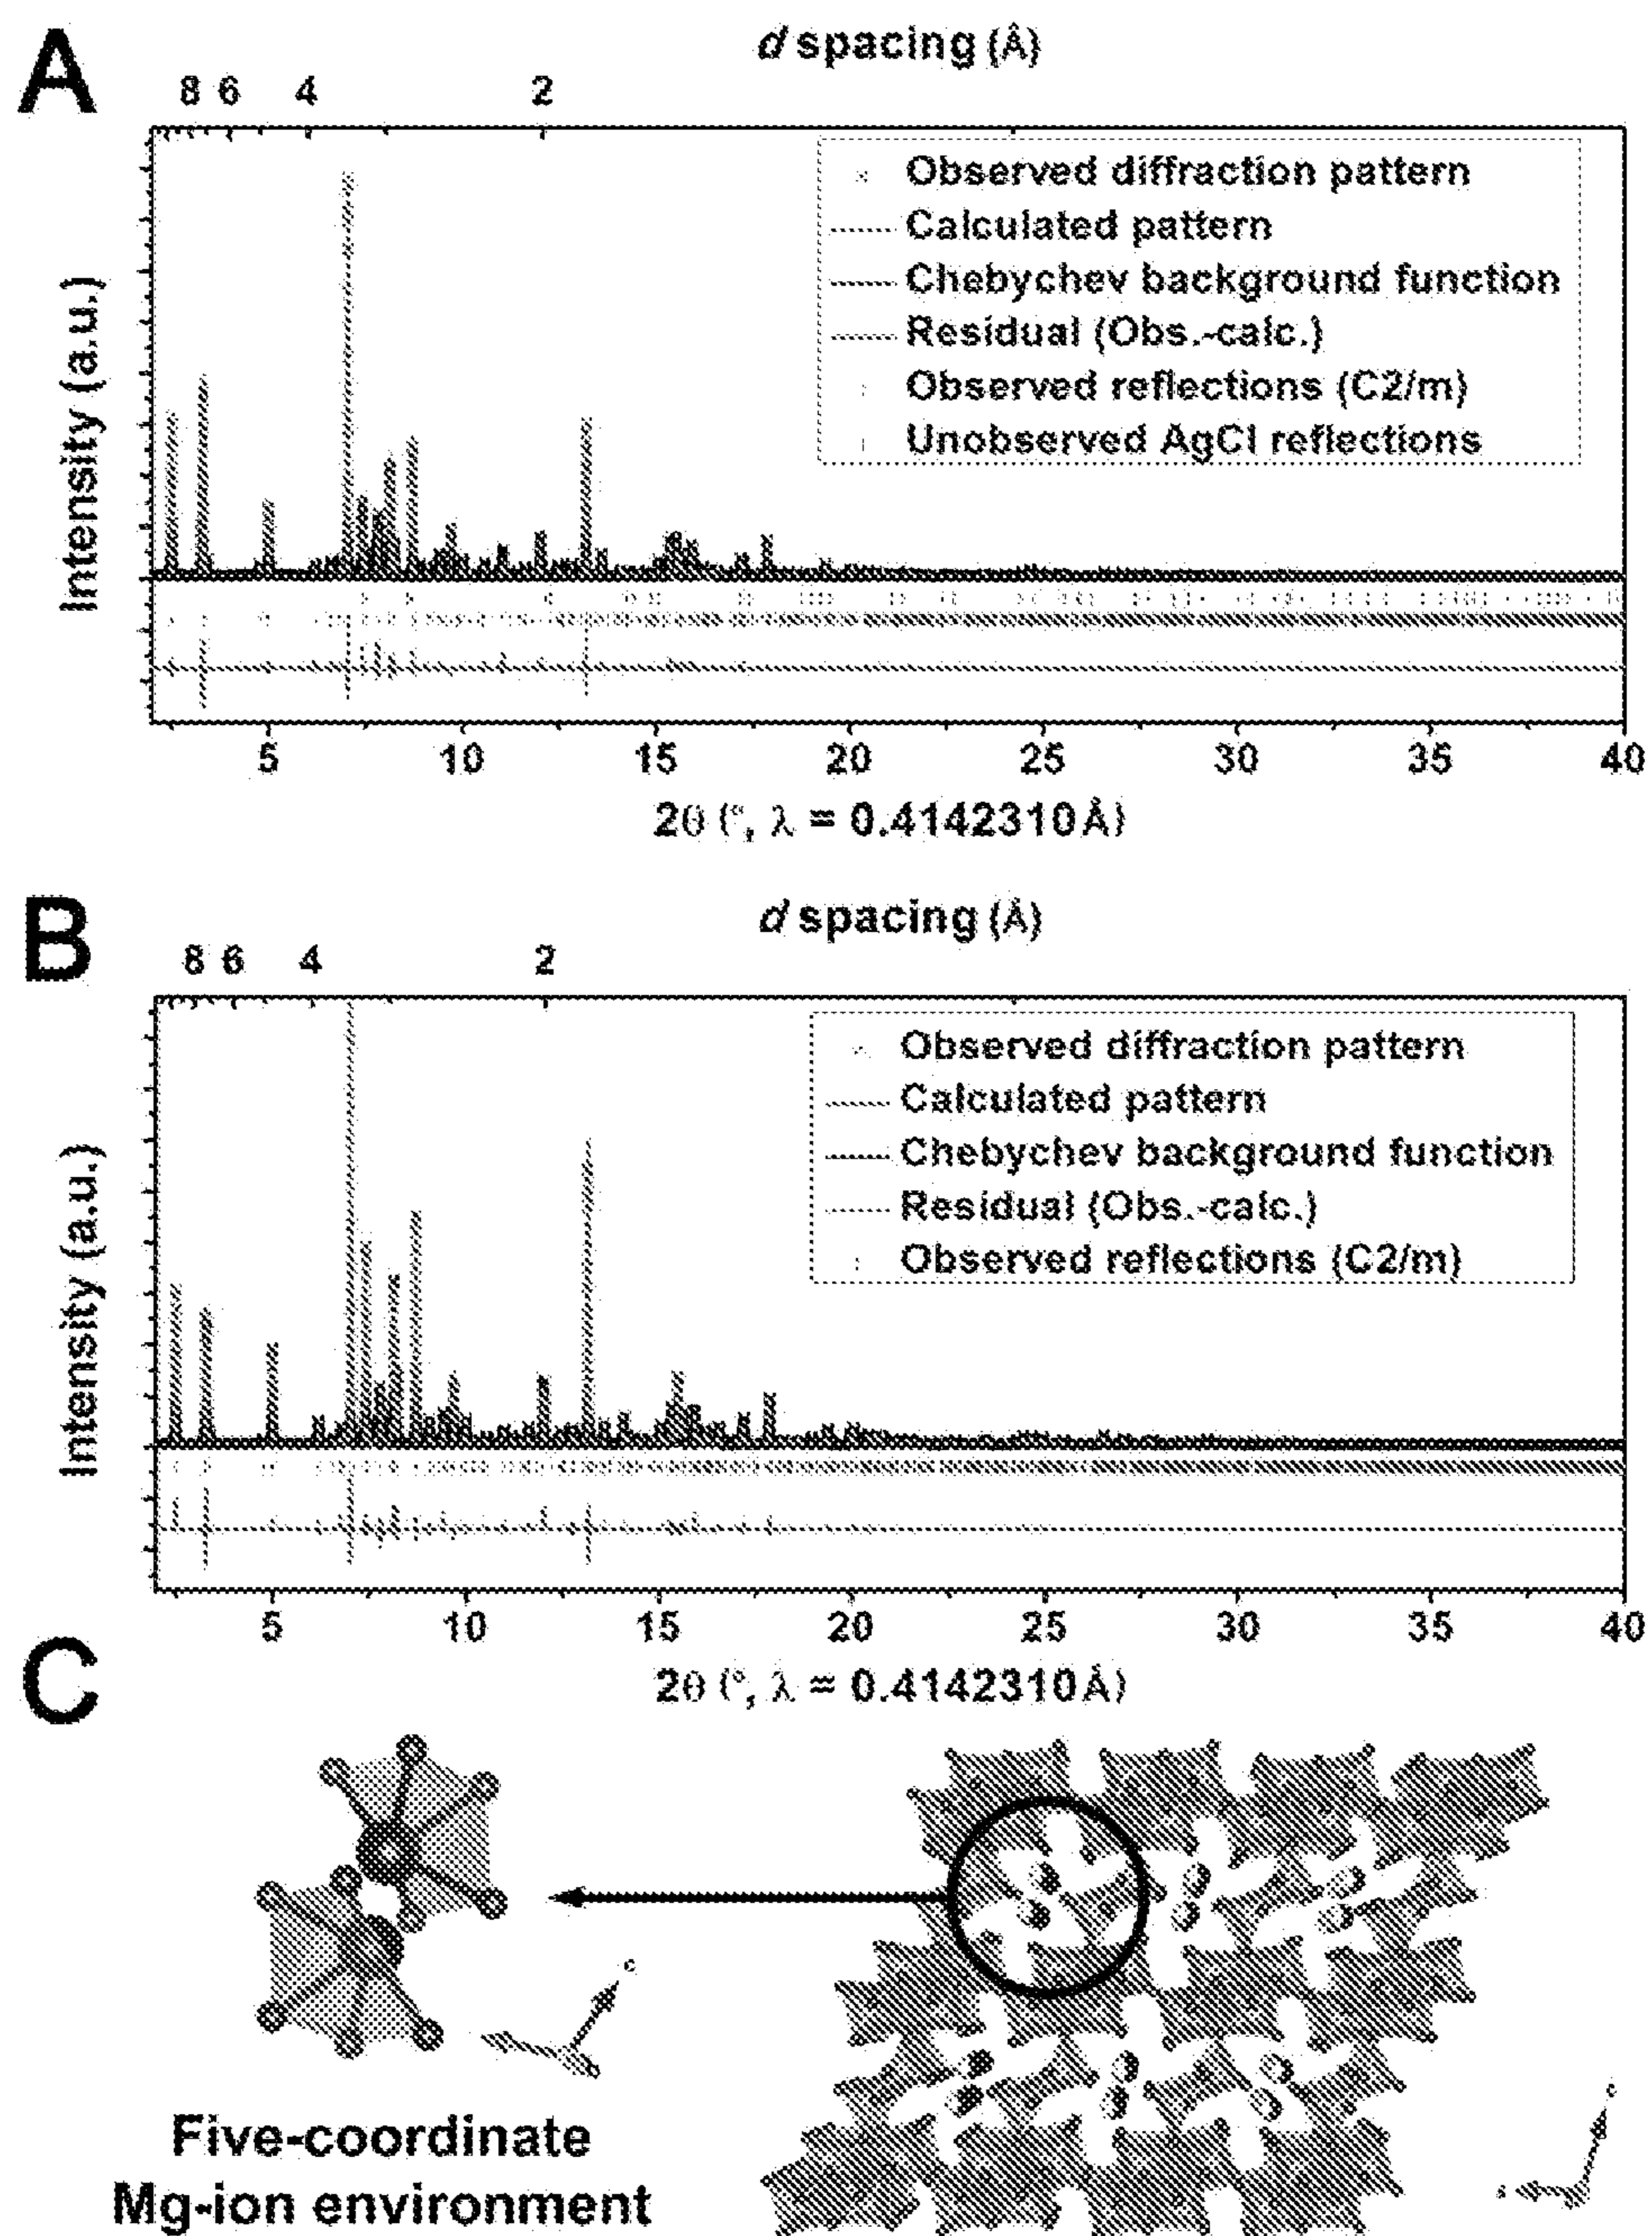 A
d spacing (Å)
8 6 4 2
Intensity (a.u.)
Observed diffraction pattern
Calculated pattern
Chebychev background function
Residual (Obs.-calc.)
Observed reflections (C2/m)
Unobserved AgCl reflections
5 10 15 20 25 30 35 40
2θ (°, λ = 0.4142310Å)
B
d spacing (Å)
8 6 4 2
Intensity (a.u.)
Observed diffraction pattern
Calculated pattern
Chebychev background function
Residual (Obs.-calc.)
Observed reflections (C2/m)
5 10 15 20 25 30 35 40
2θ (°, λ = 0.4142310Å)
C
c
Five-coordinate
Mg-ion environment